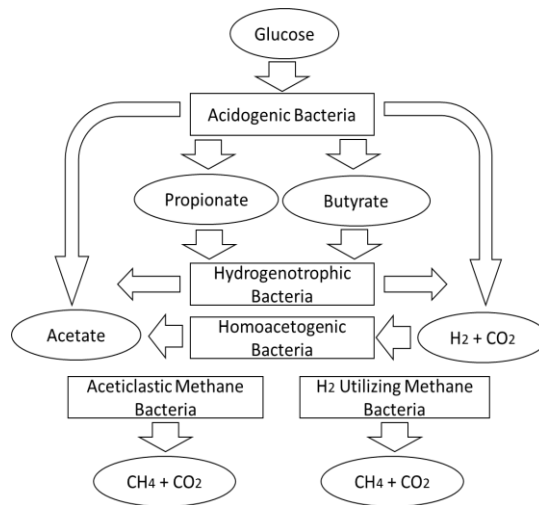 Glucose
Acidogenic Bacteria
Propionate
Butyrate
Hydrogenotrophic
Bacteria
Acetate
Homoacetogenic
Bacteria
H2 + CO2
Aceticlastic Methane
Bacteria
H2 Utilizing Methane
Bacteria
CH4 + CO2
CH4 + CO2